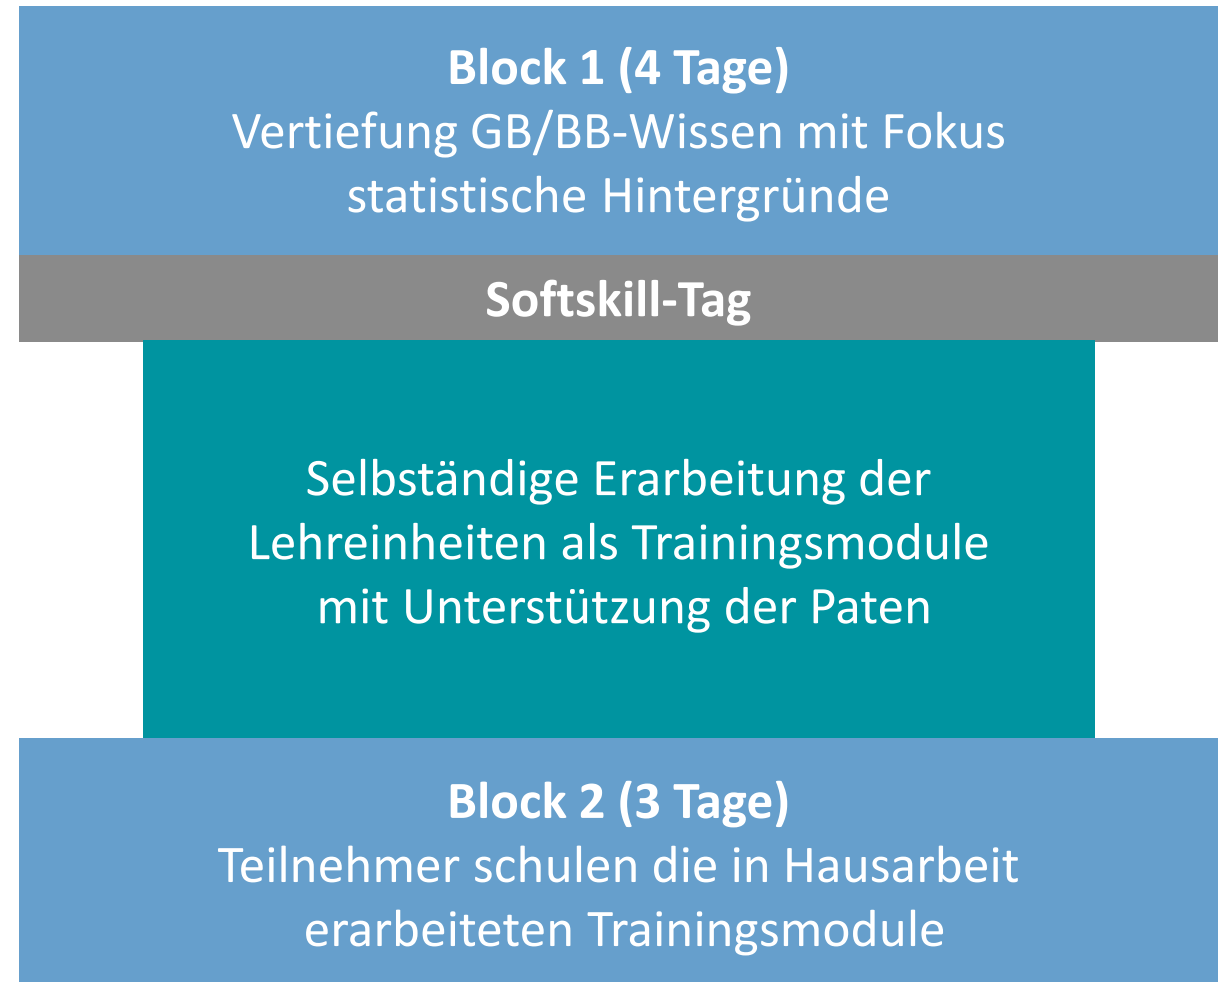 Block 1 (4 Tage)
Vertiefung GB/BB-Wissen mit Fokus
statistische Hintergründe
Softskill-Tag
Selbständige Erarbeitung der
Lehreinheiten als Trainingsmodule
mit Unterstützung der Paten
Block 2 (3 Tage)
Teilnehmer schulen die in Hausarbeit
erarbeiteten Trainingsmodule